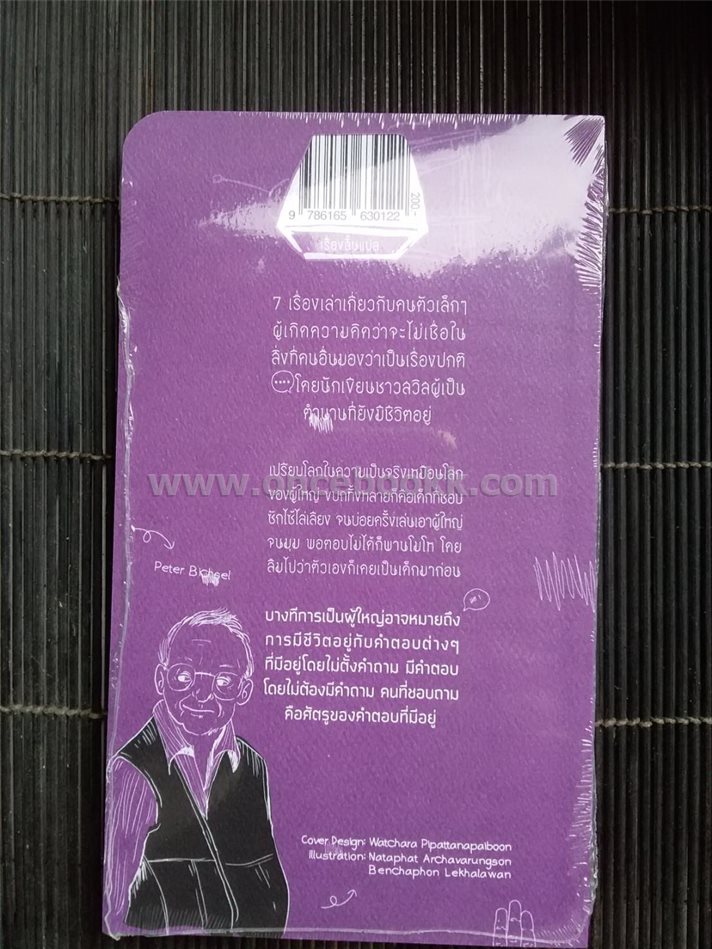 200.-
9 786165 630122
เรื่องสั้นแปล
7 เรื่องเล่าเกี่ยวกับคนตัวเล็กๆ
ผู้เกิดความคิดว่าจะไม่เชื่อใน
สิ่งที่คนอื่นมองว่าเป็นเรื่องปกติ
โดยนักเขียนชาวสวิสผู้เป็น
ตำนานที่ยังมีชีวิตอยู่
เปรียบโลกในความเป็นจริงเหมือนโลก
ของผู้ใหญ่ ขบถทั้งหลายก็คือเด็กที่ชอบ
ซักไซ้ไล่เลียง จนบ่อยครั้งเล่นเอาผู้ใหญ่
จนมุม พอตอบไม่ได้ก็พานโมโห โดย
ลืมไปว่าตัวเองก็เคยเป็นเด็กมาก่อน
www.oncebookk.com
Peter Bichsel
บางทีการเป็นผู้ใหญ่อาจหมายถึง
การมีชีวิตอยู่กับคำตอบต่างๆ
ที่มีอยู่โดยไม่ตั้งคำถาม มีคำตอบ
โดยไม่ต้องมีคำถาม คนที่ชอบถาม
คือศัตรูของคำตอบที่มีอยู่
Cover Design: Watchara Pipattanapaiboon
Illustration: Nataphat Archavarungson
Benchaphon Lekhalawan